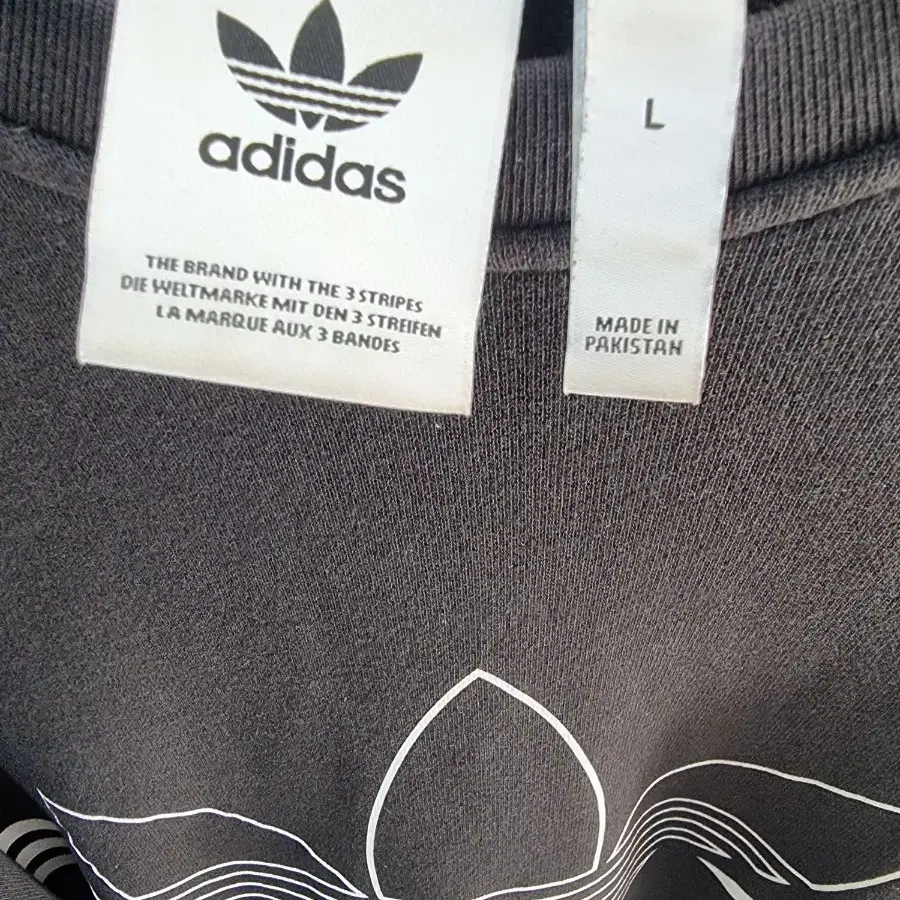 adidas
THE BRAND WITH THE 3 STRIPES
DIE WELTMARKE MIT DEN 3 STREIFEN
LA MARQUE AUX 3 BANDES
L
MADE IN
PAKISTAN